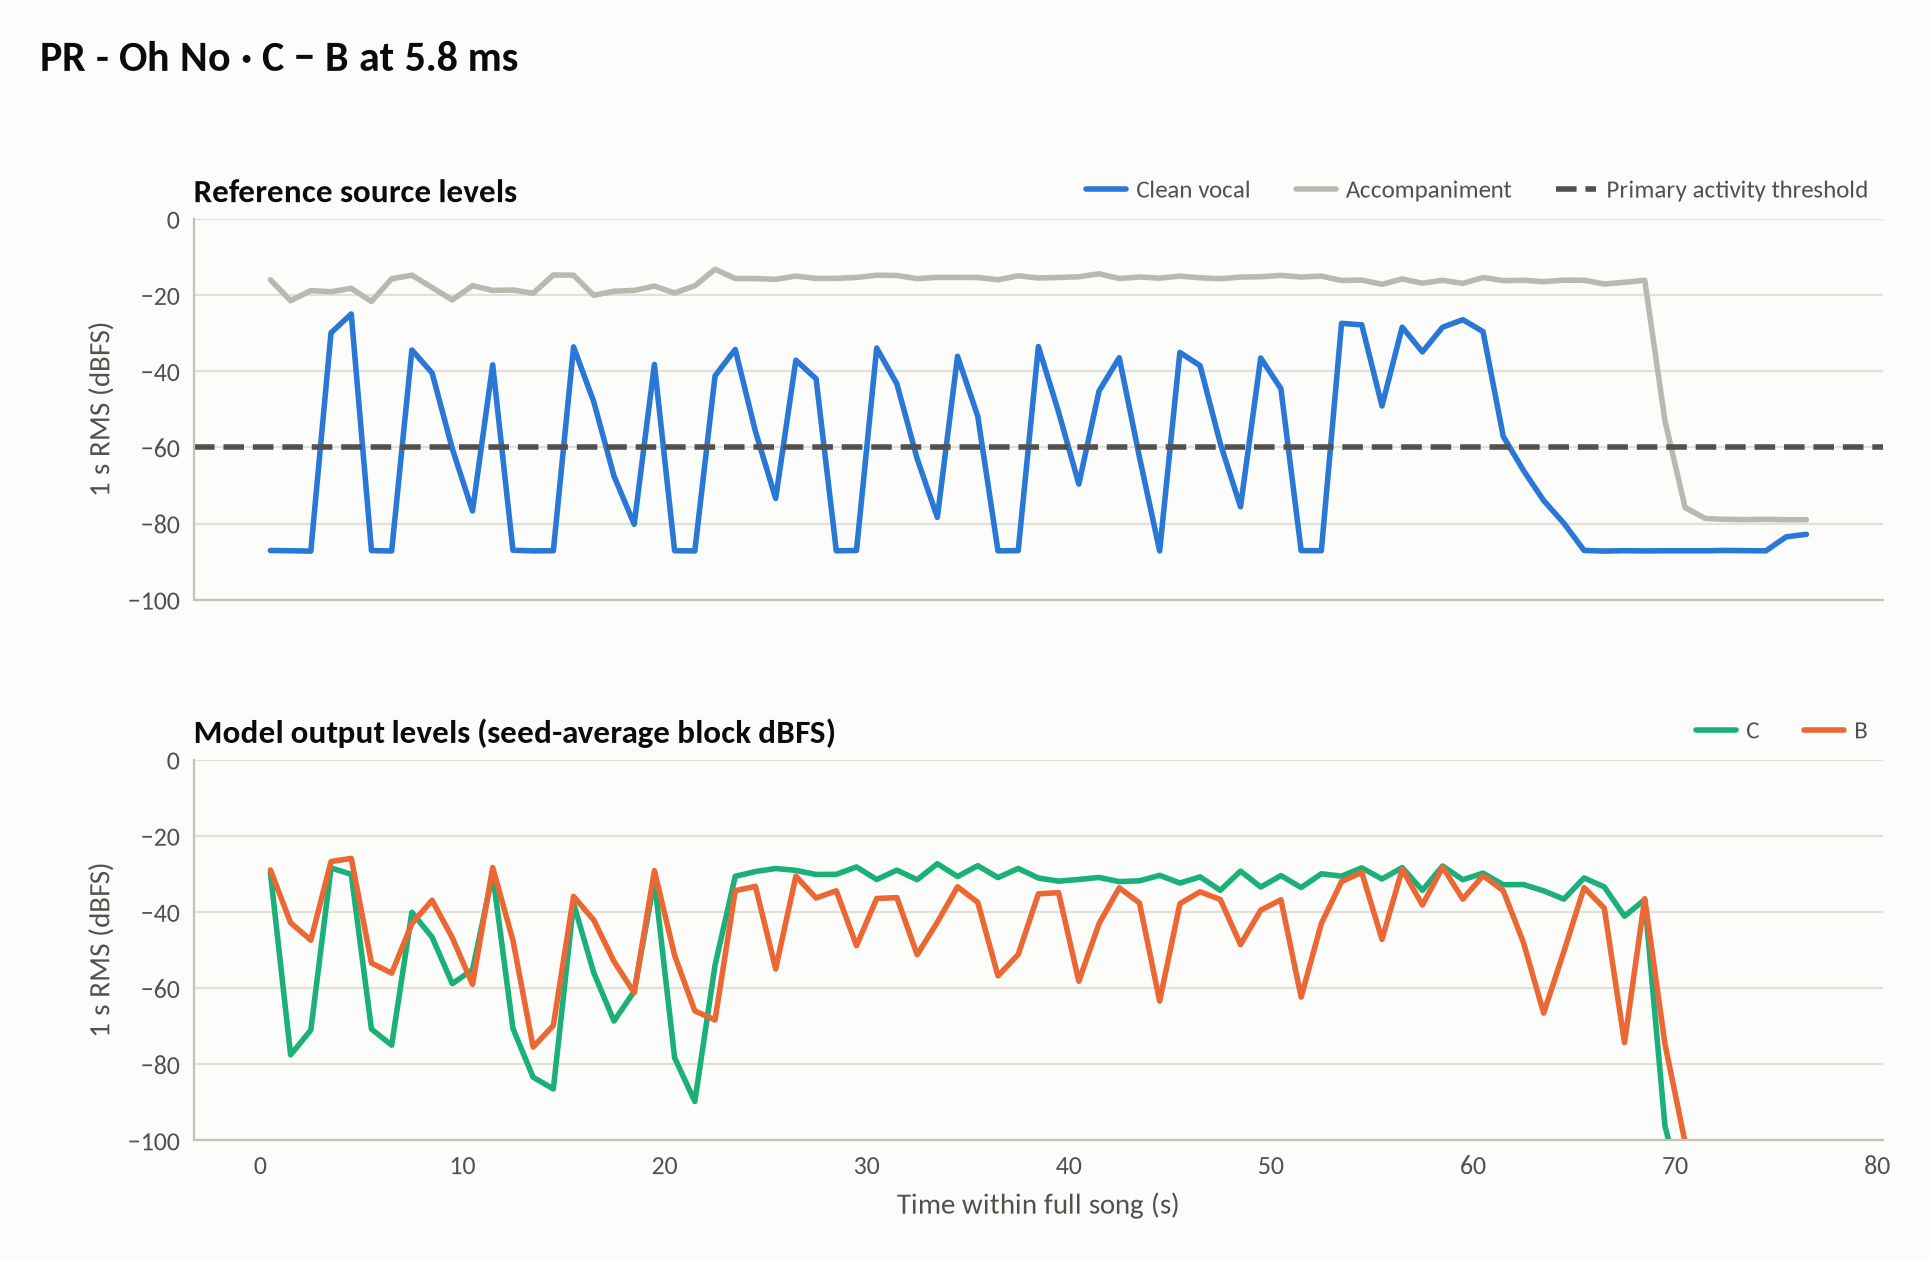 PR - Oh No · C − B at 5.8 ms
Reference source levels
Clean vocal
Accompaniment
Primary activity threshold
0
−20
−40
−60
−80
−100
1 s RMS (dBFS)
Model output levels (seed-average block dBFS)
C
B
0
−20
−40
−60
−80
−100
1 s RMS (dBFS)
0 10 20 30 40 50 60 70 80
Time within full song (s)